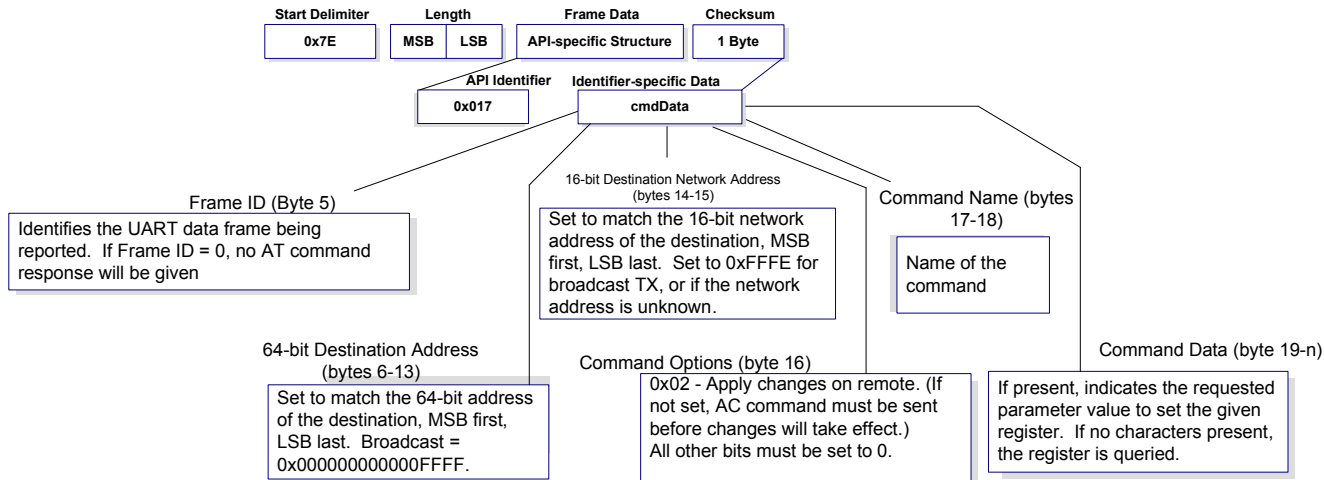 Start Delimiter
Length
Frame Data
Checksum
0x7E
MSB
LSB
API-specific Structure
1 Byte
API Identifier
Identifier-specific Data
0x017
cmdData
Frame ID (Byte 5)
Identifies the UART data frame being
reported. If Frame ID = 0, no AT command
response will be given
16-bit Destination Network Address
(bytes 14-15)
Set to match the 16-bit network
address of the destination, MSB
first, LSB last. Set to 0xFFFE for
broadcast TX, or if the network
address is unknown.
Command Name (bytes
17-18)
Name of the
command
64-bit Destination Address
(bytes 6-13)
Set to match the 64-bit address
of the destination, MSB first,
LSB last. Broadcast =
0x000000000000FFFF.
Command Options (byte 16)
0x02 - Apply changes on remote. (If
not set, AC command must be sent
before changes will take effect.)
All other bits must be set to 0.
Command Data (byte 19-n)
If present, indicates the requested
parameter value to set the given
register. If no characters present,
the register is queried.